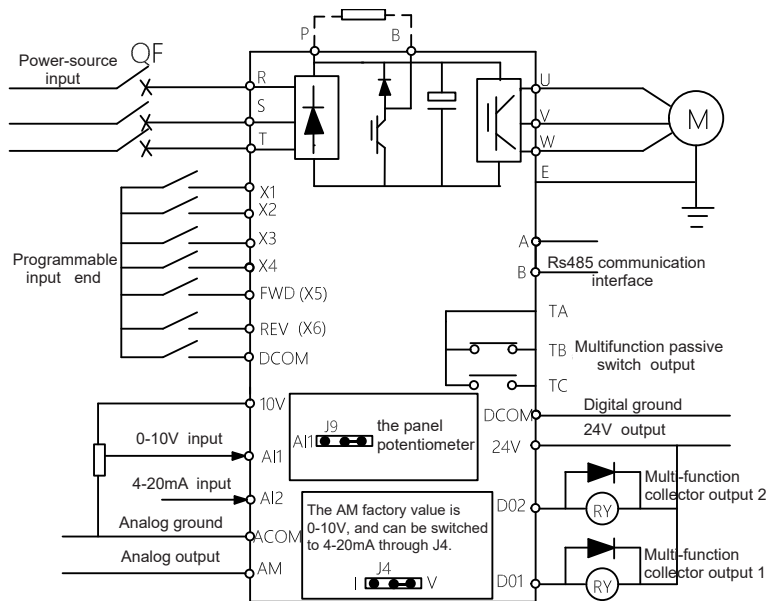 P
B
QF
Power-source
input
R
S
T
U
V
W
E
M
X1
X2
X3
X4
FWD (X5)
REV (X6)
DCOM
Programmable
input end
A
B
Rs485 communication
interface
TA
TB
TC
Multifunction passive
switch output
DCOM
Digital ground
24V
24V output
10V
0-10V input
AI1
4-20mA input
AI2
Analog ground
ACOM
Analog output
AM
J9
AI1
the panel
potentiometer
The AM factory value is
0-10V, and can be switched
to 4-20mA through J4.
J4
I
V
D02
RY
Multi-function
collector output 2
D01
RY
Multi-function
collector output 1